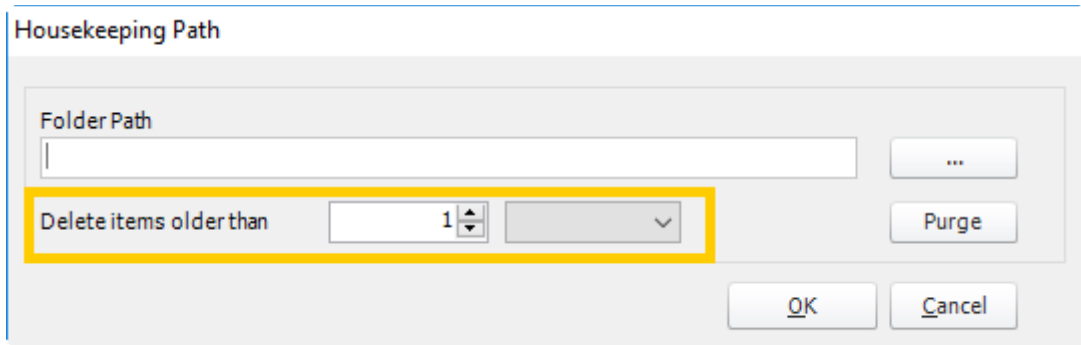 Housekeeping Path
Folder Path
...
Delete items older than 1 Purge
OK Cancel